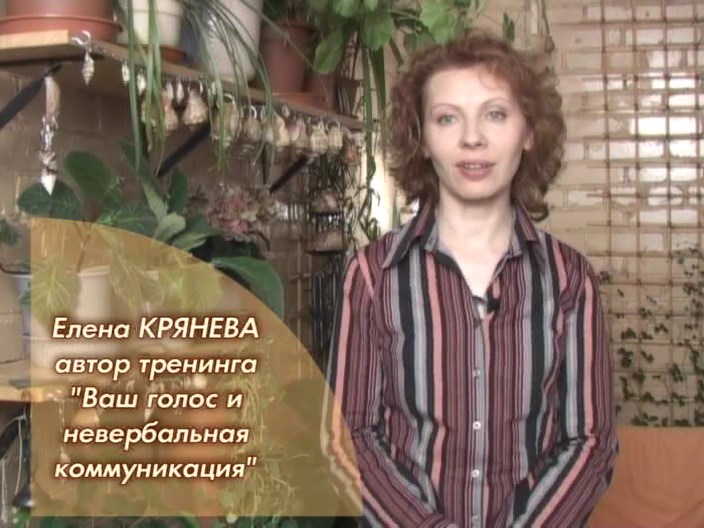 Елена КРЯНЕВА
автор тренинга
"Ваш голос и
невербальная
коммуникация"